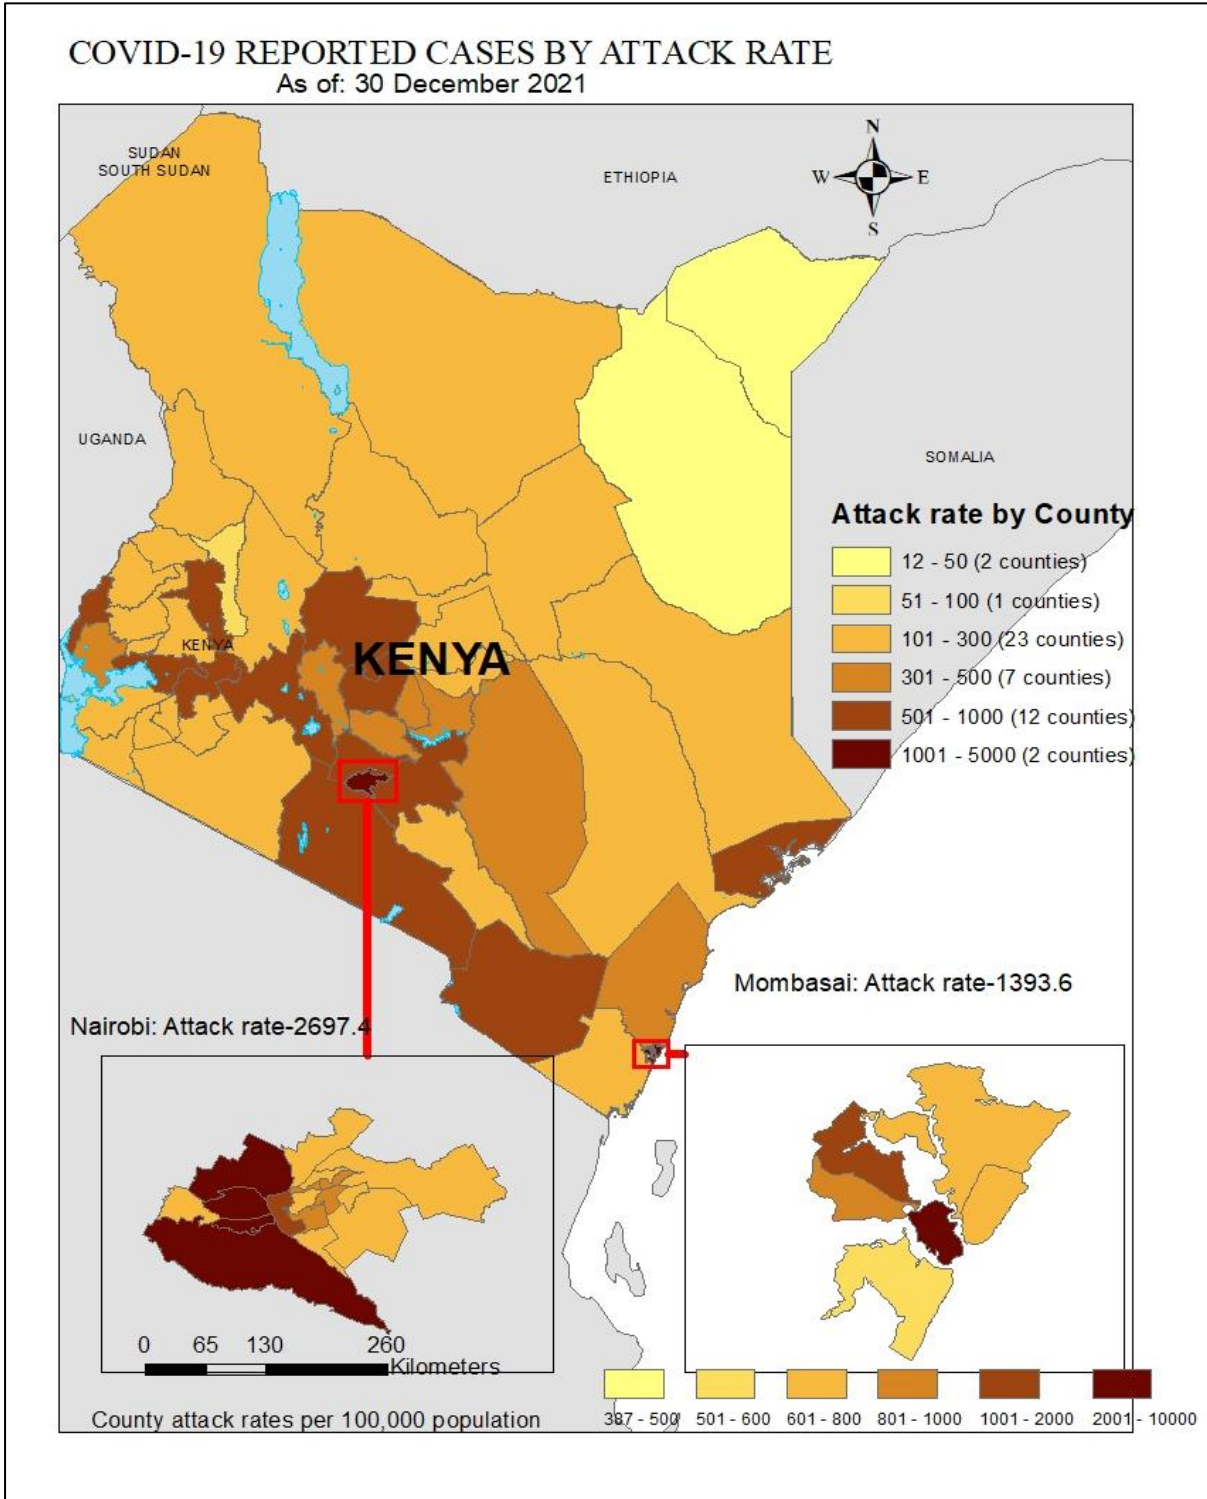 COVID-19 REPORTED CASES BY ATTACK RATE
As of: 30 December 2021
SUDAN
SOUTH SUDAN
ETHIOPIA
N
W
E
S
UGANDA
SOMALIA
Attack rate by County
12 - 50 (2 counties)
51 - 100 (1 counties)
101 - 300 (23 counties)
301 - 500 (7 counties)
501 - 1000 (12 counties)
1001 - 5000 (2 counties)
KENYA
KENYA
Mombasai: Attack rate-1393.6
Nairobi: Attack rate-2697.4
0 65 130 260
Kilometers
County attack rates per 100,000 population
387 - 500
501 - 600
601 - 800
801 - 1000
1001 - 2000
2001 - 10000